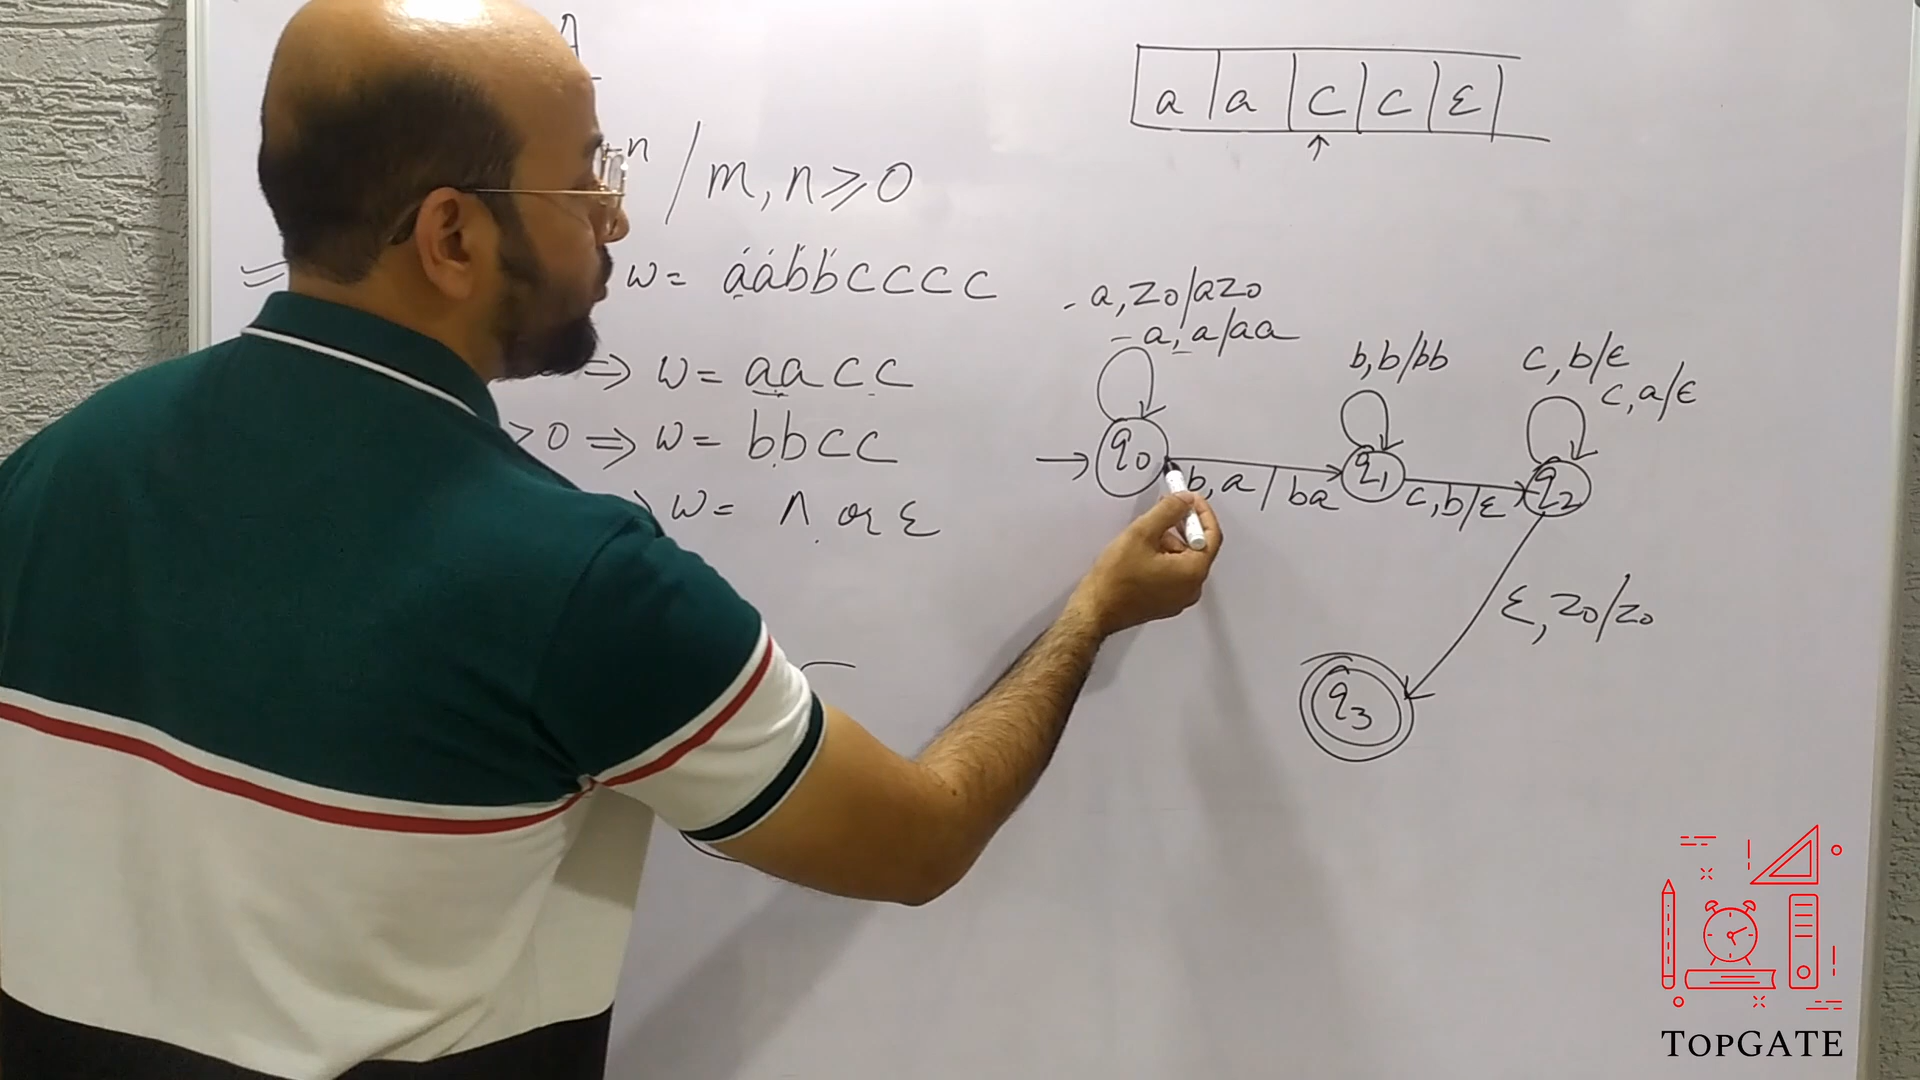 A
n / m, n ≥ 0
w = aabbcccc
⇒ w = aacc
> 0 ⇒ w = bbcc
w = ∧ or ε
a a c c ε
↑
a, z0/az0
a, a/aa
b, b/bb
c, b/ε
c, a/ε
q0
b, a / ba
q1
c, b/ε
q2
ε, z0/z0
q3
TOPGATE